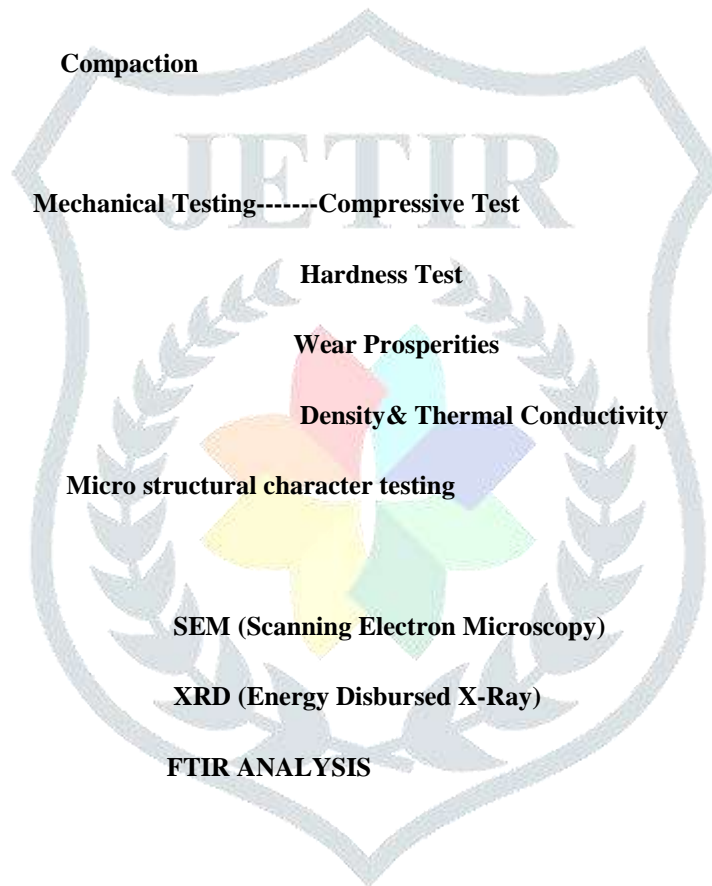 Compaction
JETIR
Mechanical Testing-------Compressive Test
Hardness Test
Wear Prosperities
Density& Thermal Conductivity
Micro structural character testing
SEM (Scanning Electron Microscopy)
XRD (Energy Disbursed X-Ray)
FTIR ANALYSIS